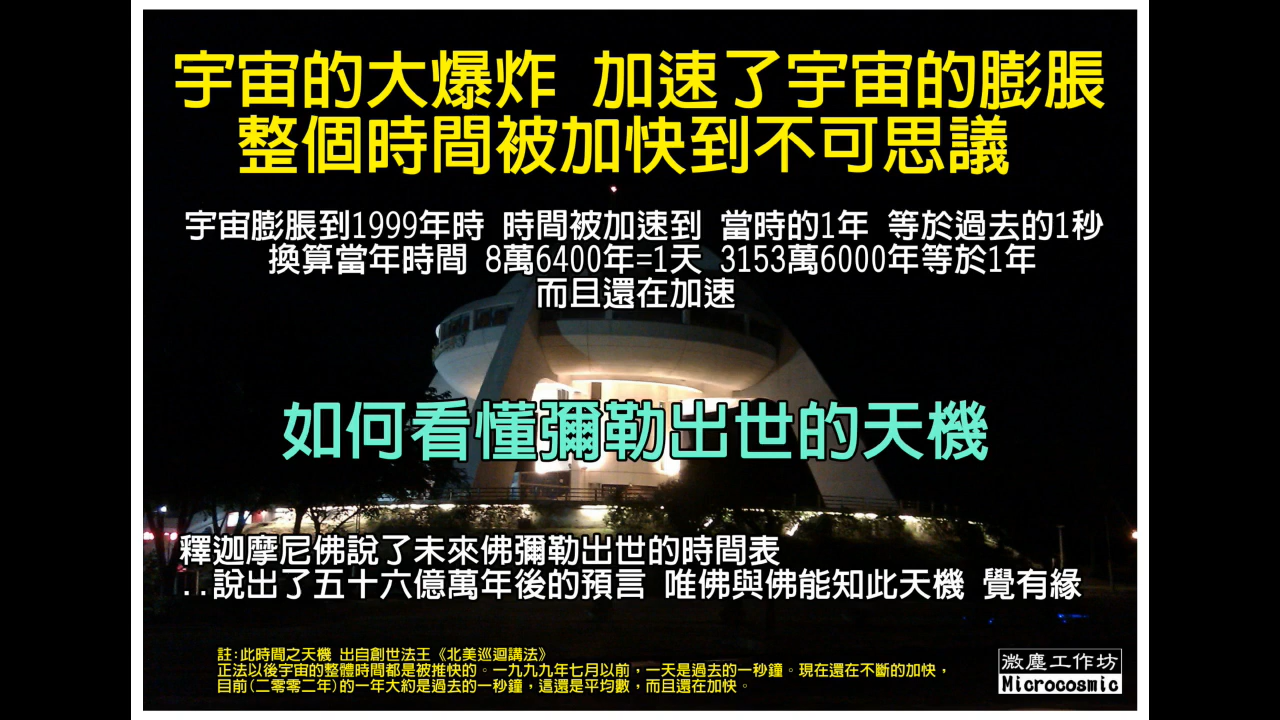 宇宙的大爆炸 加速了宇宙的膨脹
整個時間被加快到不可思議
宇宙膨脹到1999年時 時間被加速到 當時的1年 等於過去的1秒
換算當年時間 8萬6400年=1天 3153萬6000年等於1年
而且還在加速
如何看懂彌勒出世的天機
釋迦摩尼佛說了未來佛彌勒出世的時間表
..說出了五十六億萬年後的預言 唯佛與佛能知此天機 覺有緣
註:此時間之天機 出自創世法王《北美巡迴講法》
正法以後宇宙的整體時間都是被推快的。一九九九年七月以前，一天是過去的一秒鐘。現在還在不斷的加快，
目前(二零零二年)的一年大約是過去的一秒鐘，這還是平均數，而且還在加快。
微塵工作坊
Microcosmic